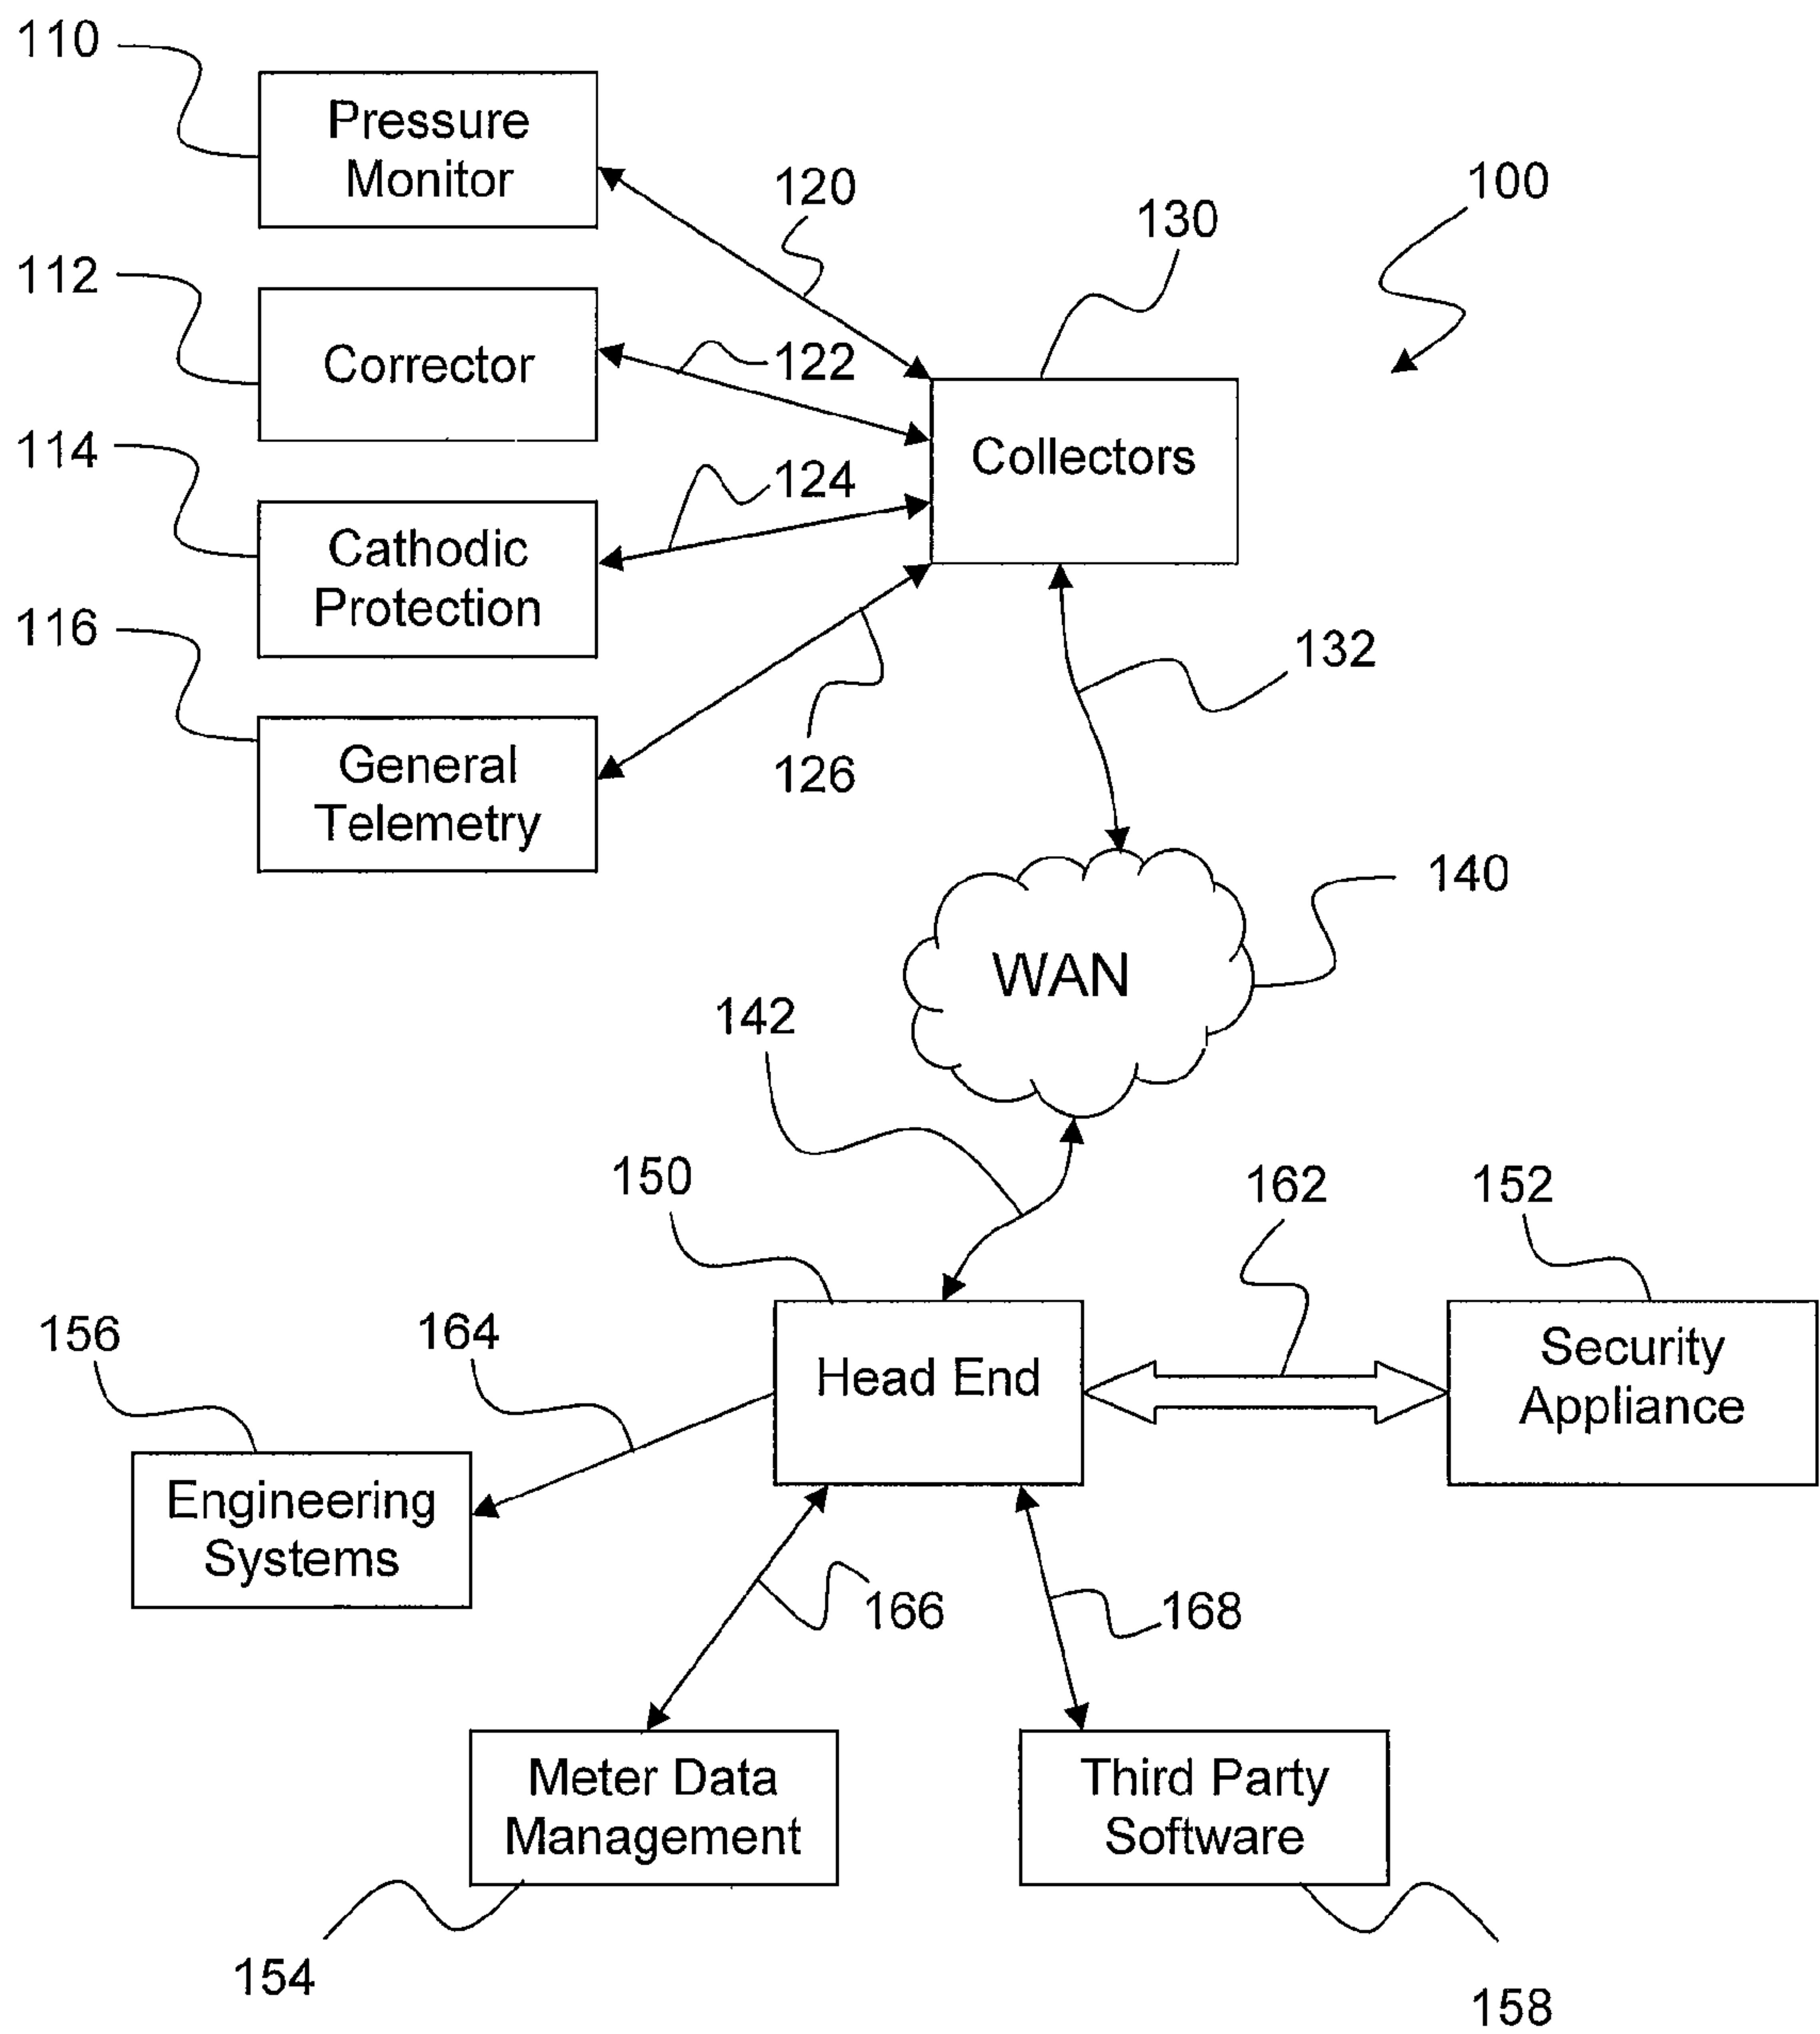 110
Pressure
Monitor
120
100
130
112
Corrector
122
Collectors
114
124
Cathodic
Protection
116
132
General
Telemetry
126
140
WAN
142
150
162
152
156
164
Head End
Security
Appliance
Engineering
Systems
166
168
Meter Data
Management
Third Party
Software
154
158